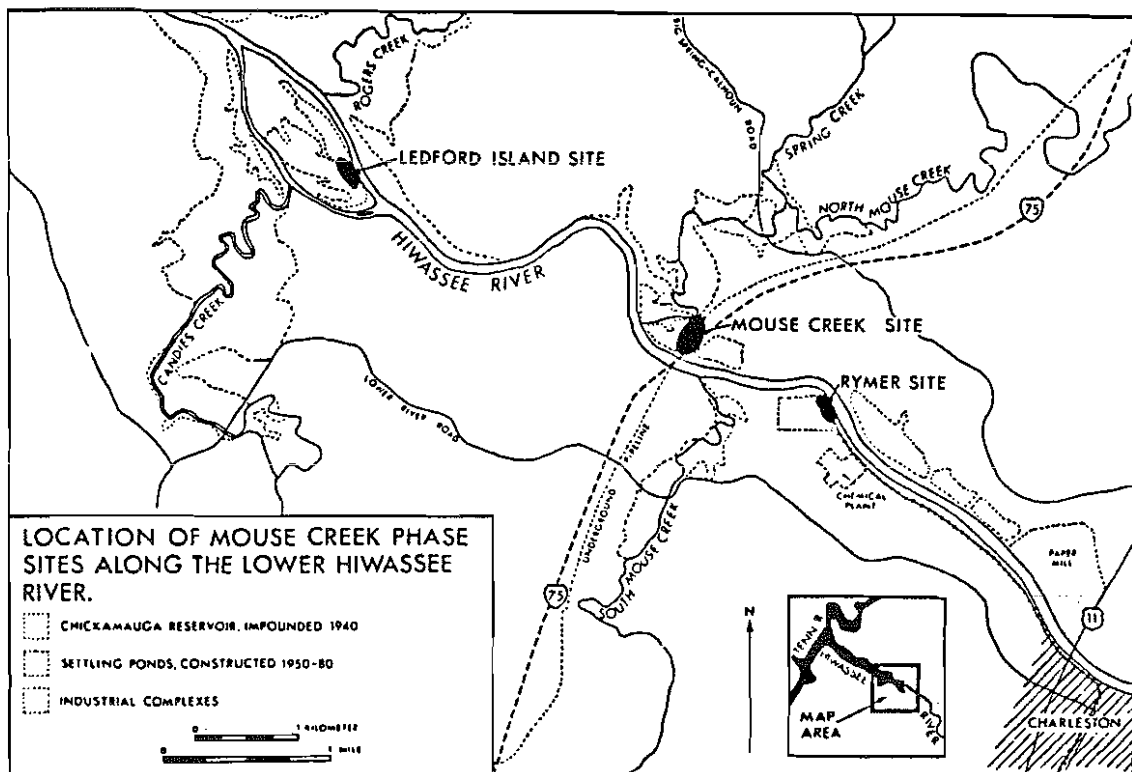 ROGERS CREEK
BIG SPRING-CALHOUN ROAD
SPRING CREEK
LEDFORD ISLAND SITE
NORTH MOUSE CREEK
75
HIWASSEE RIVER
CANDIES CREEK
MOUSE CREEK SITE
RYMER SITE
LOWER RIVER ROAD
UNDERGROUND PIPELINE
CHEMICAL PLANT
SOUTH MOUSE CREEK
PAPER MILL
75
11
CHARLESTON
LOCATION OF MOUSE CREEK PHASE
SITES ALONG THE LOWER HIWASSEE
RIVER.
CHICKAMAUGA RESERVOIR, IMPOUNDED 1940
SETTLING PONDS, CONSTRUCTED 1950-80
INDUSTRIAL COMPLEXES
0 1 KILOMETER
0 1 MILE
N
TENN R
HIWASSEE RIVER
MAP
AREA